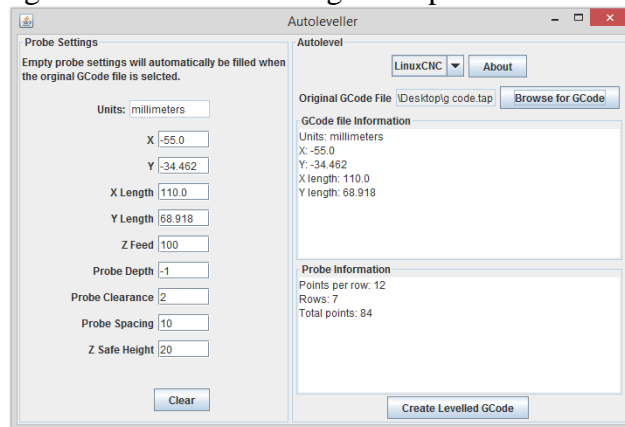 Autoleveller
Probe Settings
Empty probe settings will automatically be filled when
the orginal GCode file is selcted.
Units: millimeters
X -55.0
Y -34.462
X Length 110.0
Y Length 68.918
Z Feed 100
Probe Depth -1
Probe Clearance 2
Probe Spacing 10
Z Safe Height 20
Clear
Autolevel
LinuxCNC About
Original GCode File \Desktop\g code.tap Browse for GCode
GCode file Information
Units: millimeters
X: -55.0
Y: -34.462
X length: 110.0
Y length: 68.918
Probe Information
Points per row: 12
Rows: 7
Total points: 84
Create Levelled GCode